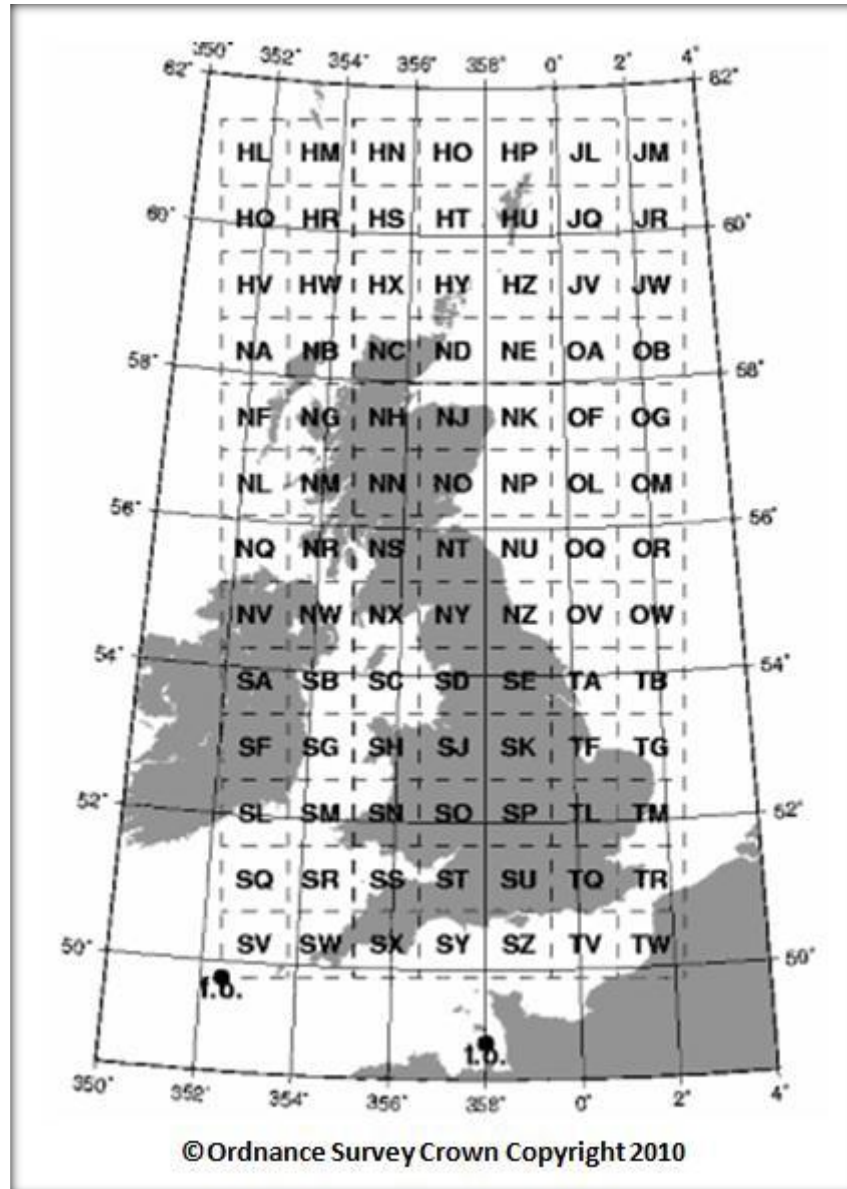 350° 352° 354° 356° 358° 0° 2° 4°
62° 62°
HL HM HN HO HP JL JM
60° HQ HR HS HT HU JQ JR 60°
HV HW HX HY HZ JV JW
58° NA NB NC ND NE OA OB 58°
NF NG NH NJ NK OF OG
NL NM NN NO NP OL OM
56° 56°
NQ NR NS NT NU OQ OR
NV NW NX NY NZ OV OW
54° 54°
SA SB SC SD SE TA TB
SF SG SH SJ SK TF TG
52° SL SM SN SO SP TL TM 52°
SQ SR SS ST SU TQ TR
50° SV SW SX SY SZ TV TW 50°
f.o.
t.o.
350° 352° 354° 356° 358° 0° 2° 4°
©Ordnance Survey Crown Copyright 2010